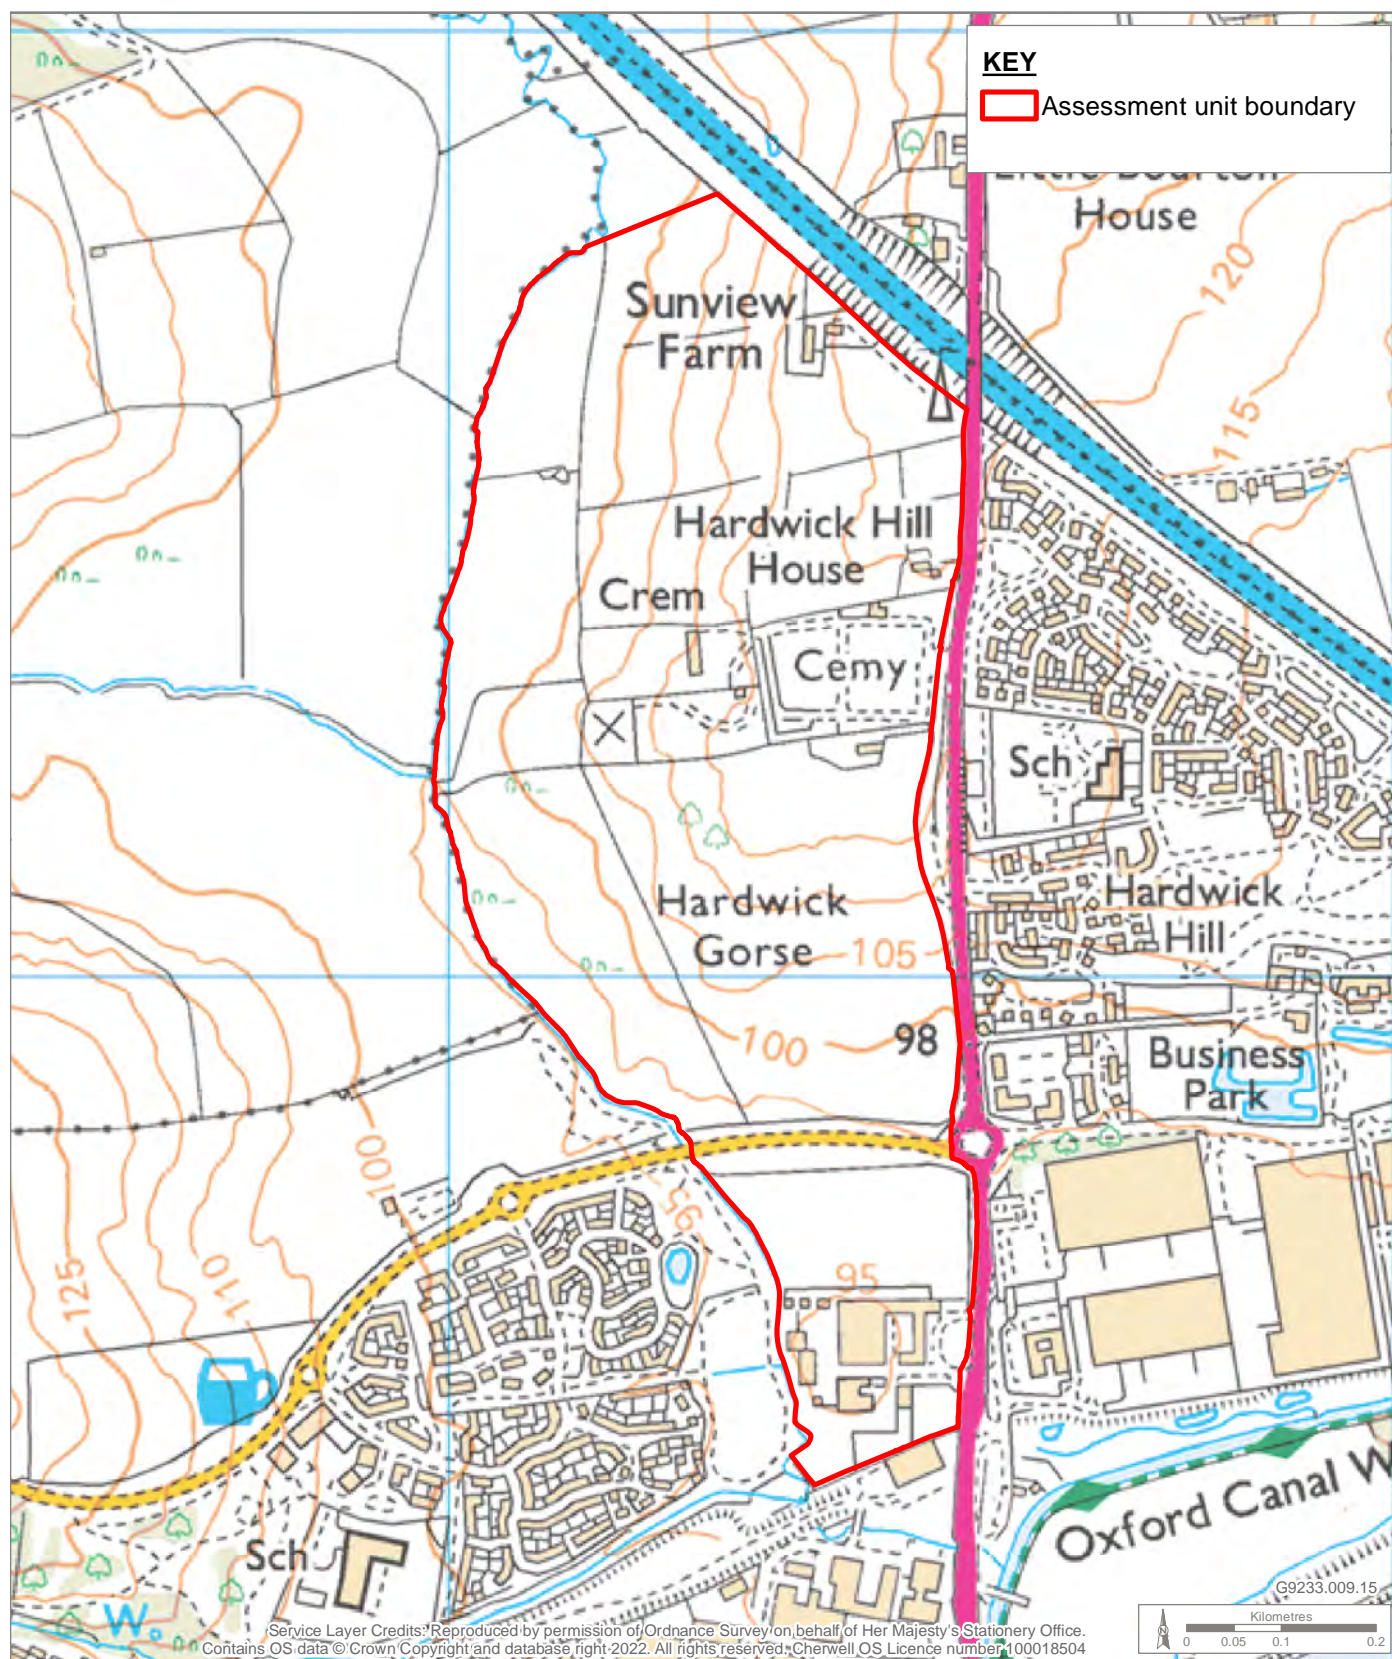 KEY
Assessment unit boundary
House
120
Sunview
Farm
115
Hardwick Hill
House
Crem
Cemy
Sch
Hardwick
Gorse
Hardwick
Hill
105
100
98
Business
Park
100
95
125
110
95
Oxford Canal W
Sch
W
G9233.009.15
Kilometres
0 0.05 0.1 0.2
N
Service Layer Credits: Reproduced by permission of Ordnance Survey on behalf of Her Majesty's Stationery Office.
Contains OS data © Crown Copyright and database right 2022. All rights reserved. Cherwell OS Licence number 100018504